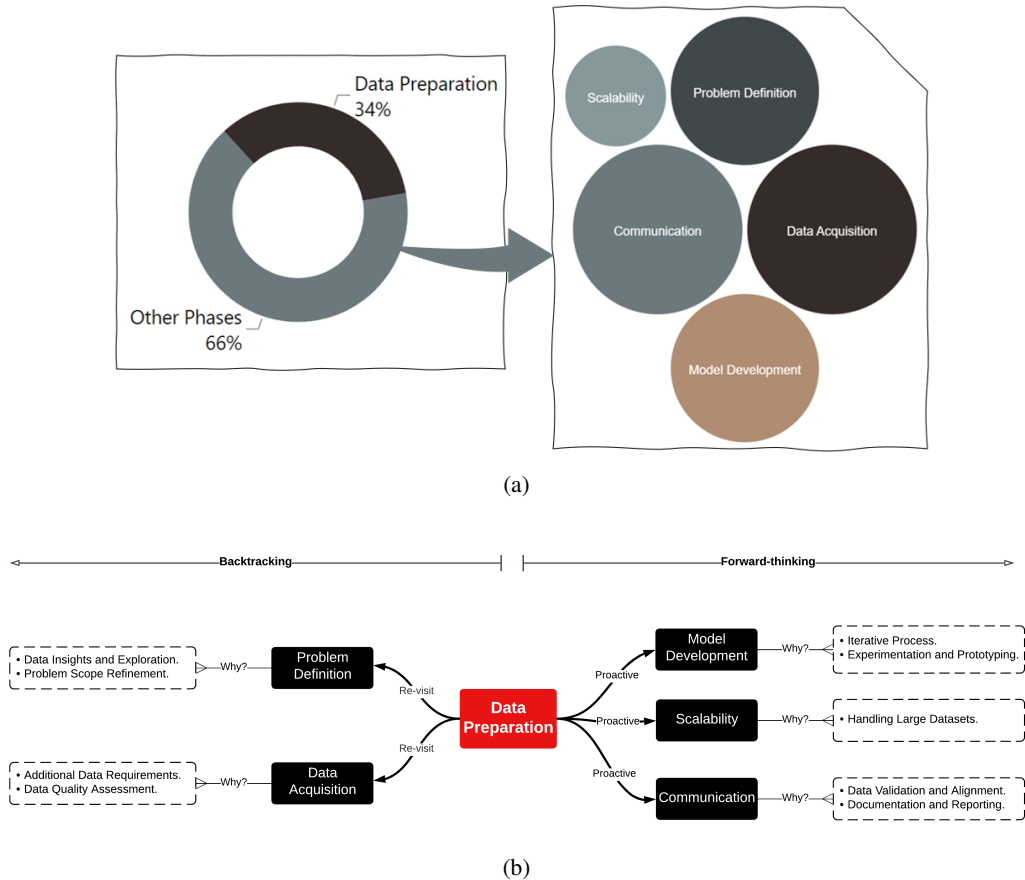 Data Preparation
34%
Other Phases
66%
Scalability
Problem Definition
Communication
Data Acquisition
Model Development
(a)
Backtracking
Forward-thinking
• Data Insights and Exploration.
• Problem Scope Refinement.
Why?
Problem
Definition
Re-visit
• Additional Data Requirements.
• Data Quality Assessment.
Why?
Data
Acquisition
Re-visit
Data
Preparation
Proactive
Model
Development
Why?
• Iterative Process.
• Experimentation and Prototyping.
Proactive
Scalability
Why?
• Handling Large Datasets.
Proactive
Communication
Why?
• Data Validation and Alignment.
• Documentation and Reporting.
(b)